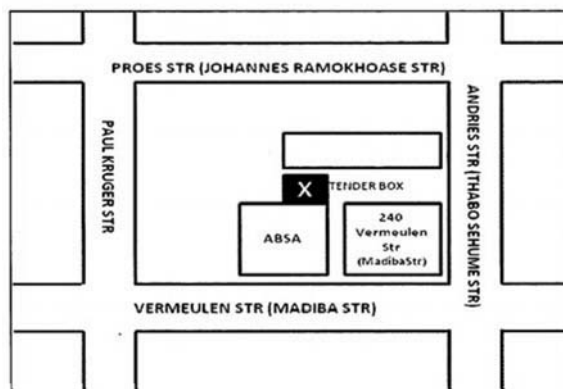 PROES STR (JOHANNES RAMOKHOASE STR)
PAUL KRUGER STR
ANDRIES STR (THABO SEHUME STR)
X
TENDER BOX
ABSA
240
Vermeulen
Str
(MadibaStr)
VERMEULEN STR (MADIBA STR)